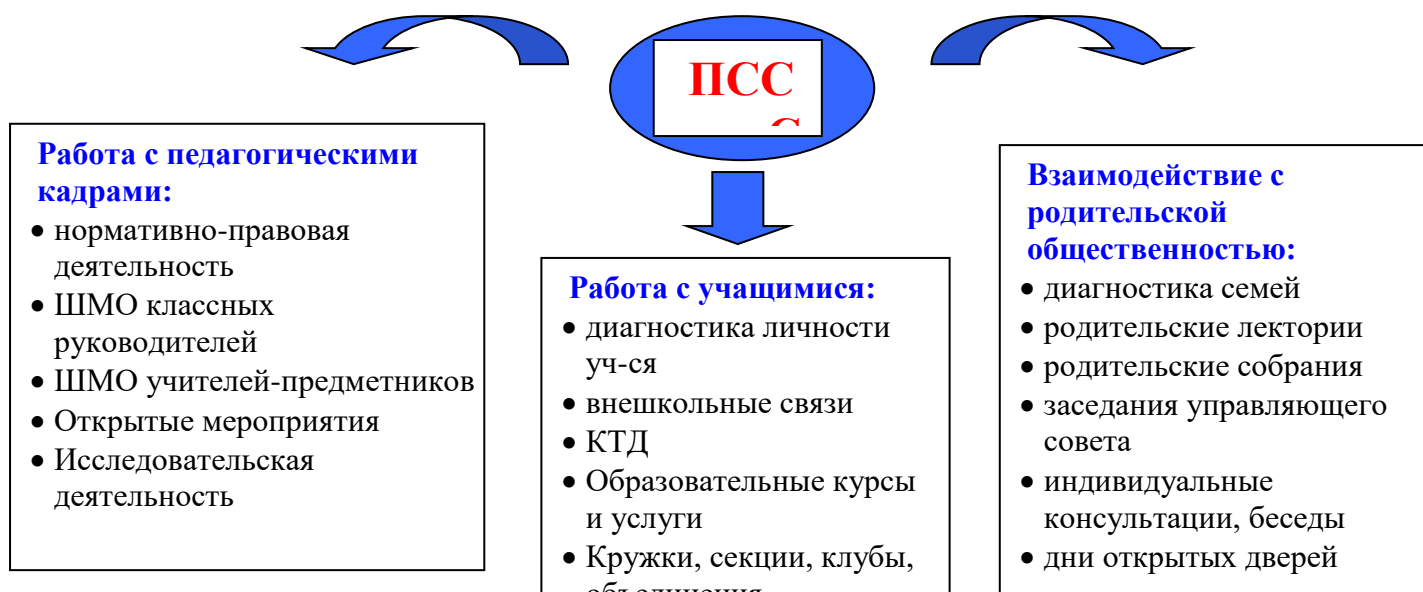 ПСС
Работа с педагогическими
кадрами:
• нормативно-правовая
деятельность
• ШМО классных
руководителей
• ШМО учителей-предметников
• Открытые мероприятия
• Исследовательская
деятельность
Работа с учащимися:
• диагностика личности
уч-ся
• внешкольные связи
• КТД
• Образовательные курсы
и услуги
• Кружки, секции, клубы,
Взаимодействие с
родительской
общественностью:
• диагностика семей
• родительские лектории
• родительские собрания
• заседания управляющего
совета
• индивидуальные
консультации, беседы
• дни открытых дверей